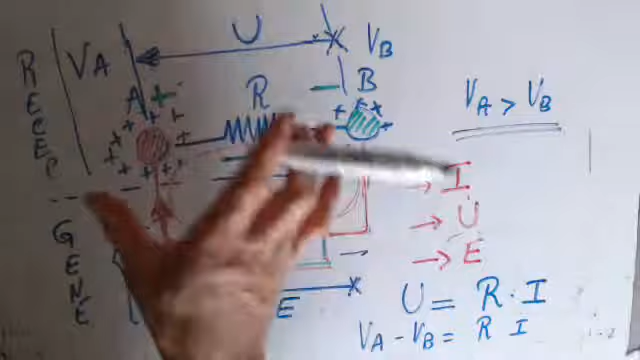 U
VA
VB
A
R
B
VA > VB
RECEP
I
U
E
GENE
E
U = R . I
VA - VB = R I